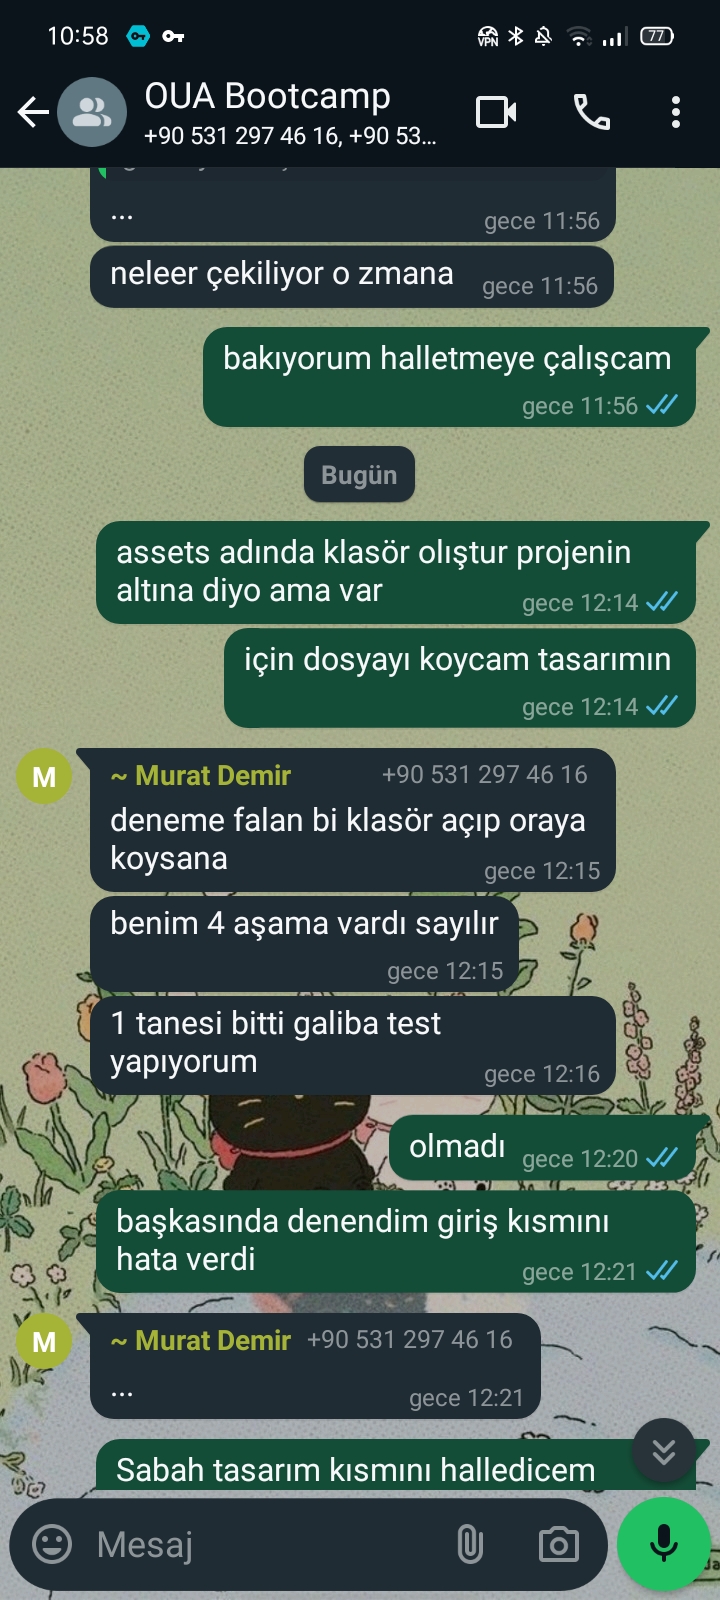 10:58
VPN
77
OUA Bootcamp
+90 531 297 46 16, +90 53...
...
gece 11:56
neleer çekiliyor o zmana
gece 11:56
bakıyorum halletmeye çalışcam
gece 11:56
Bugün
assets adında klasör olıştur projenin
altına diyo ama var
gece 12:14
için dosyayı koycam tasarımın
gece 12:14
M
~ Murat Demir +90 531 297 46 16
deneme falan bi klasör açıp oraya
koysana
gece 12:15
benim 4 aşama vardı sayılır
gece 12:15
1 tanesi bitti galiba test
yapıyorum
gece 12:16
olmadı
gece 12:20
başkasında denendim giriş kısmını
hata verdi
gece 12:21
M
~ Murat Demir +90 531 297 46 16
...
gece 12:21
Sabah tasarım kısmını halledicem
Mesaj